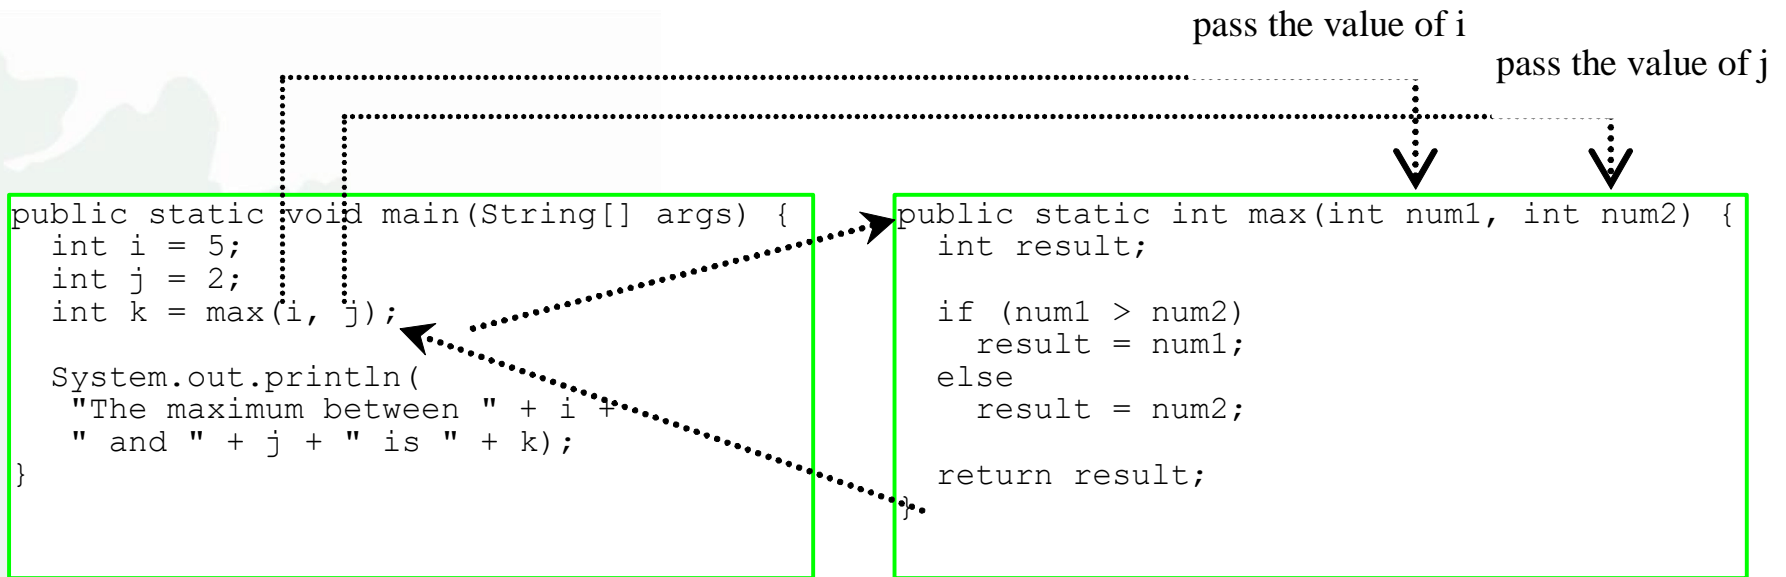 pass the value of i
pass the value of j
public static void main(String[] args) {
  int i = 5;
  int j = 2;
  int k = max(i, j);
  System.out.println(
   "The maximum between " + i +
   " and " + j + " is " + k);
}
public static int max(int num1, int num2) {
  int result;
  if (num1 > num2)
    result = num1;
  else
    result = num2;
  return result;
}